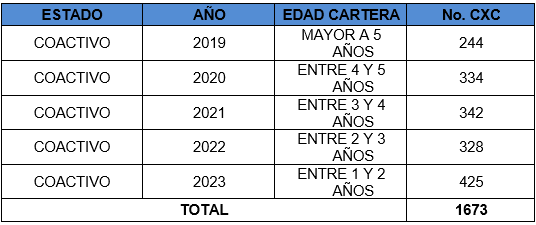 ESTADO AÑO EDAD CARTERA No. CXC
COACTIVO 2019 MAYOR A 5 AÑOS 244
COACTIVO 2020 ENTRE 4 Y 5 AÑOS 334
COACTIVO 2021 ENTRE 3 Y 4 AÑOS 342
COACTIVO 2022 ENTRE 2 Y 3 AÑOS 328
COACTIVO 2023 ENTRE 1 Y 2 AÑOS 425
TOTAL 1673